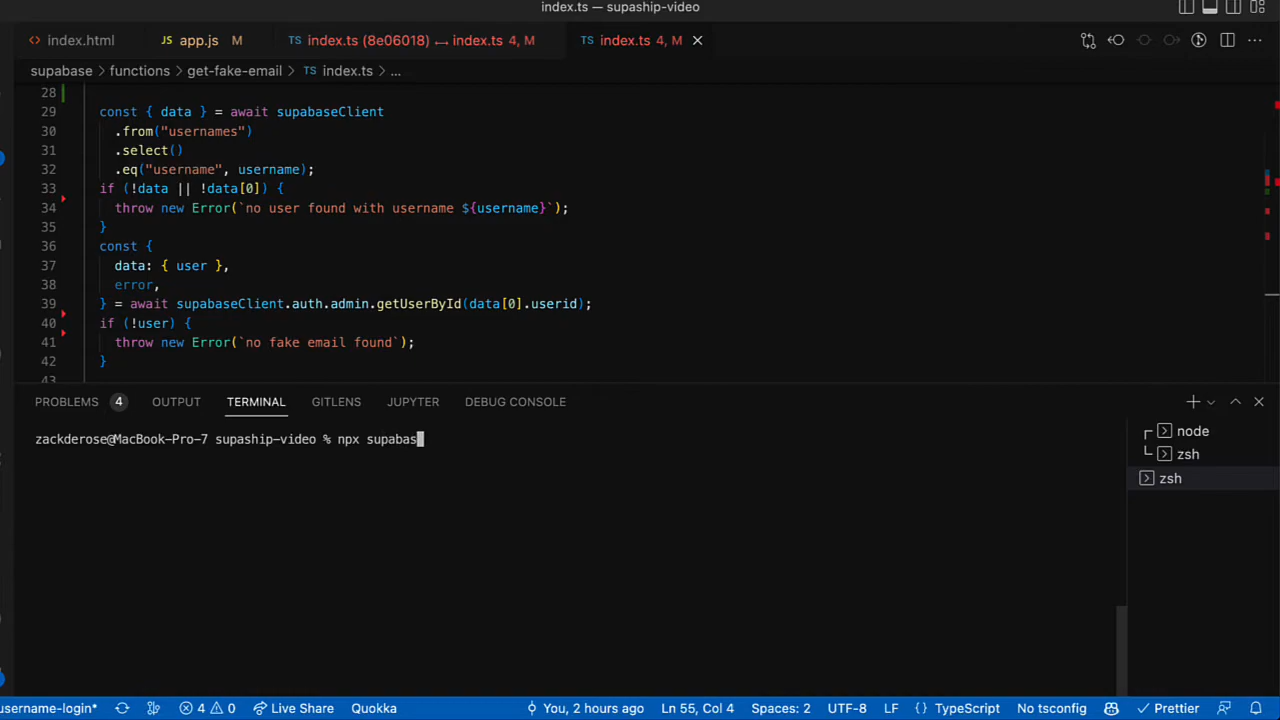 index.ts — supaship-video
index.html
app.js M
index.ts (8e06018) ↔ index.ts 4, M
index.ts 4, M
supabase > functions > get-fake-email > index.ts > ...
28
29 const { data } = await supabaseClient
30 .from("usernames")
31 .select()
32 .eq("username", username);
33 if (!data || !data[0]) {
34 throw new Error(`no user found with username ${username}`);
35 }
36 const {
37 data: { user },
38 error,
39 } = await supabaseClient.auth.admin.getUserById(data[0].userid);
40 if (!user) {
41 throw new Error(`no fake email found`);
42 }
43
PROBLEMS 4 OUTPUT TERMINAL GITLENS JUPYTER DEBUG CONSOLE
zackderose@MacBook-Pro-7 supaship-video % npx supabas
node
zsh
zsh
username-login* 4 0 Live Share Quokka You, 2 hours ago Ln 55, Col 4 Spaces: 2 UTF-8 LF {} TypeScript No tsconfig Prettier